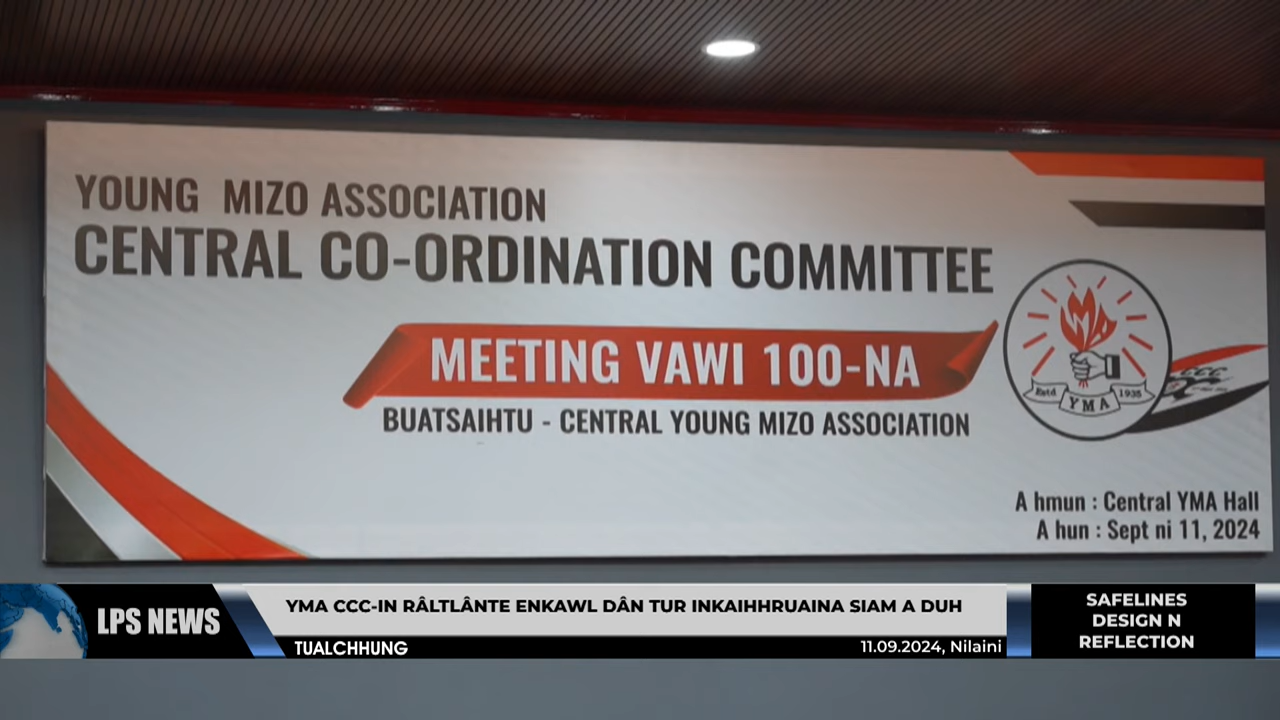 YOUNG MIZO ASSOCIATION
CENTRAL CO-ORDINATION COMMITTEE
MEETING VAWI 100-NA
BUATSAIHTU - CENTRAL YOUNG MIZO ASSOCIATION
Estd 1935
YMA
A hmun : Central YMA Hall
A hun : Sept ni 11, 2024
LPS NEWS
YMA CCC-IN RÂLTLÂNTE ENKAWL DÂN TUR INKAIHHRUAINA SIAM A DUH
TUALCHHUNG
11.09.2024, Nilaini
SAFELINES
DESIGN N
REFLECTION